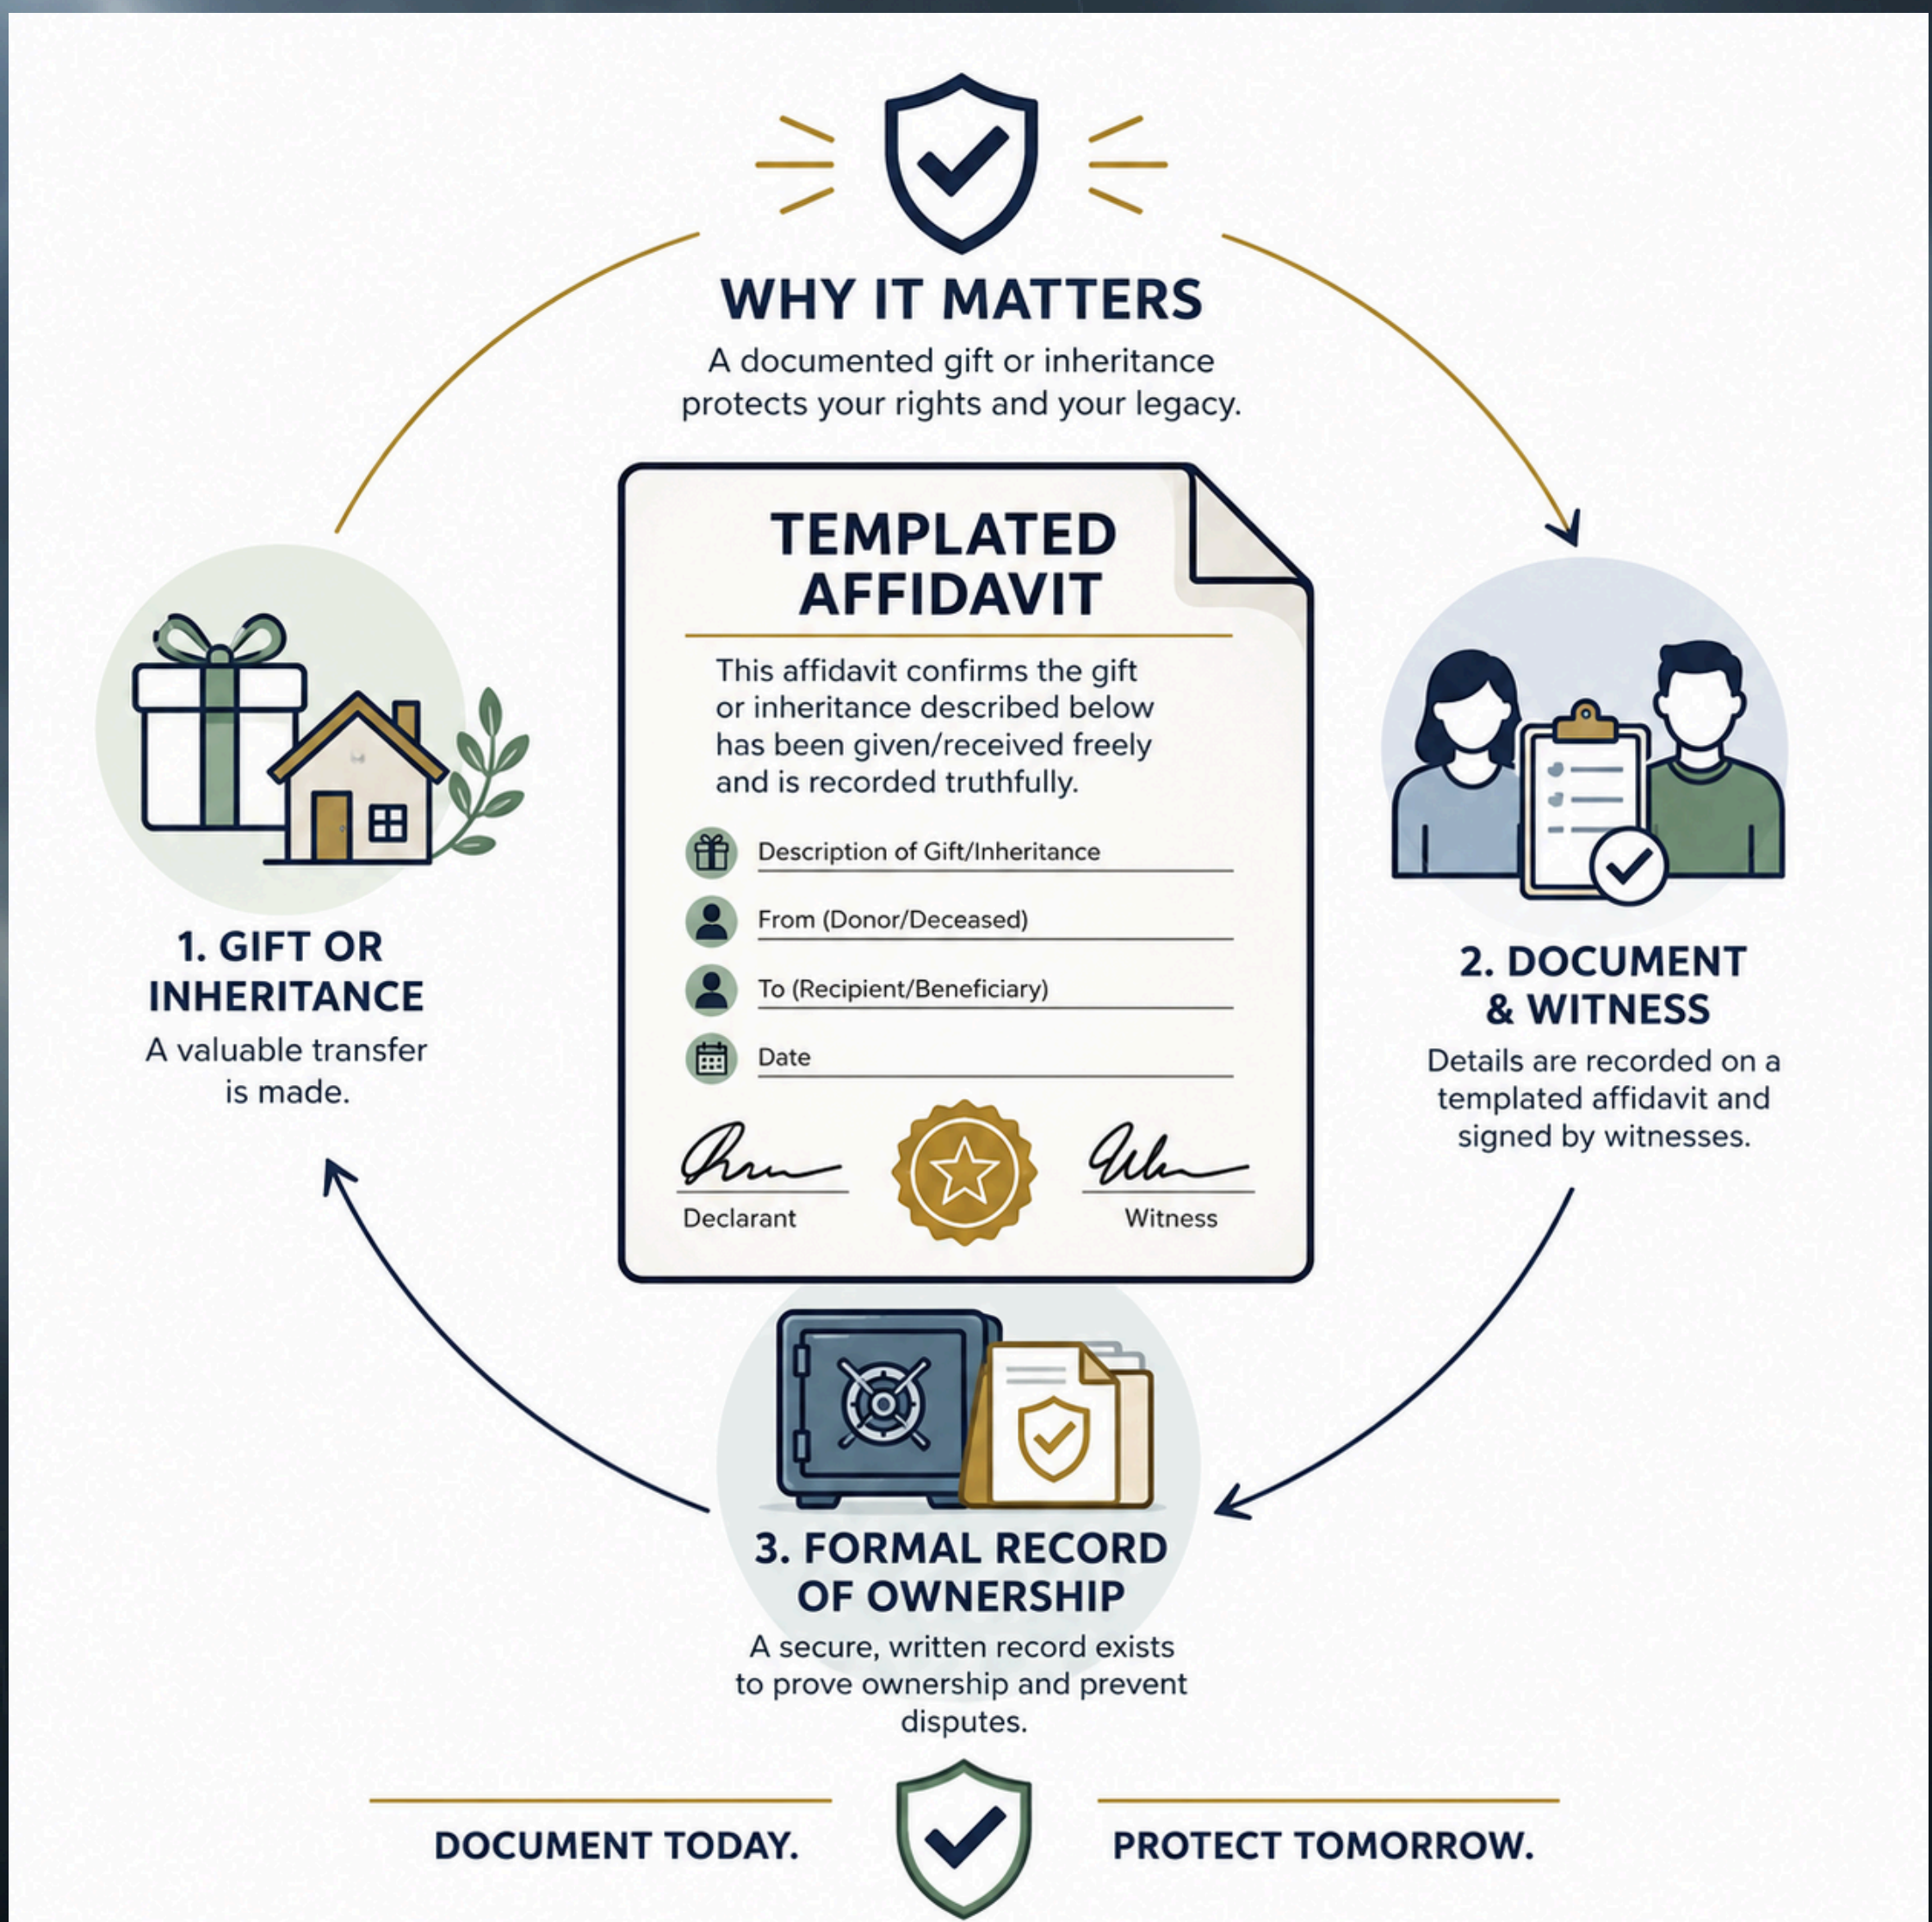 WHY IT MATTERS
A documented gift or inheritance
protects your rights and your legacy.
TEMPLATED
AFFIDAVIT
This affidavit confirms the gift
or inheritance described below
has been given/received freely
and is recorded truthfully.
Description of Gift/Inheritance
From (Donor/Deceased)
To (Recipient/Beneficiary)
Date
Declarant
Witness
1. GIFT OR
INHERITANCE
A valuable transfer
is made.
2. DOCUMENT
& WITNESS
Details are recorded on a
templated affidavit and
signed by witnesses.
3. FORMAL RECORD
OF OWNERSHIP
A secure, written record exists
to prove ownership and prevent
disputes.
DOCUMENT TODAY.
PROTECT TOMORROW.